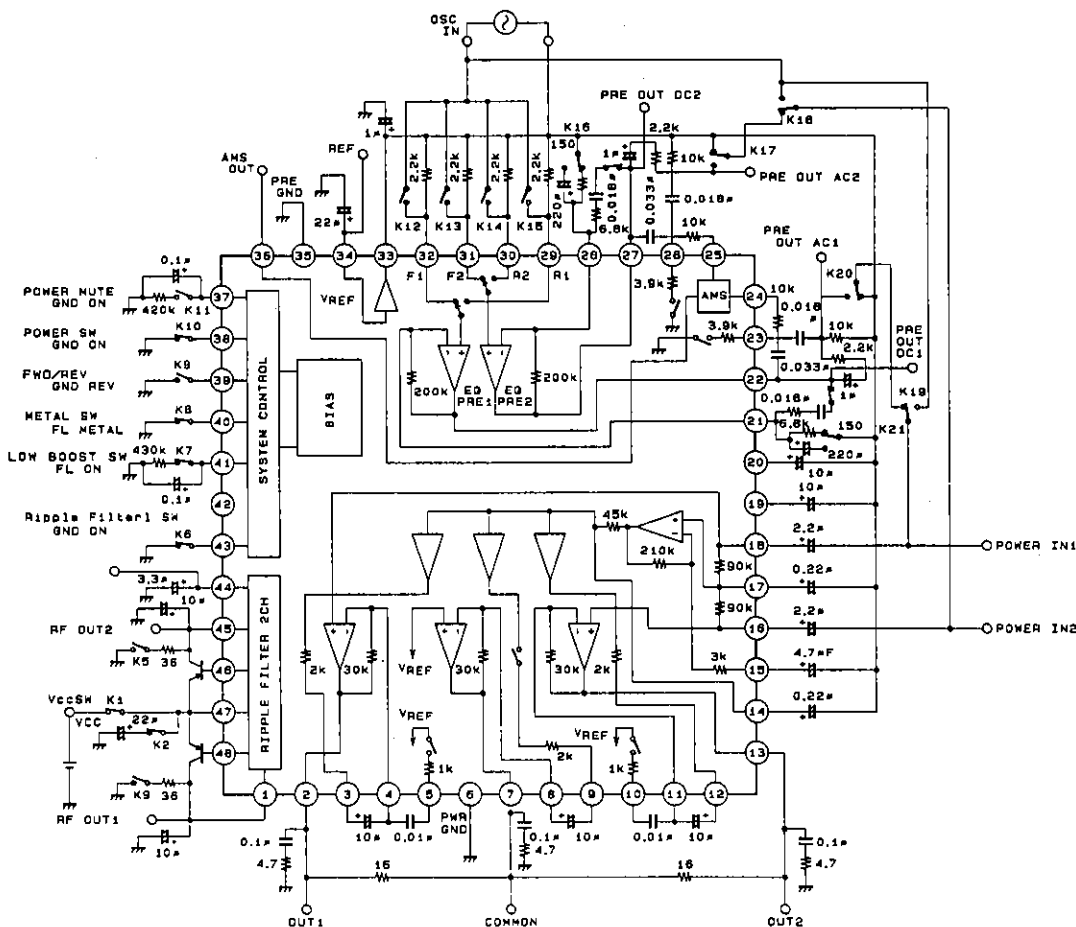 OSC
IN
PRE OUT DC2
K18
K16
150
2.2k
K17
PRE OUT AC2
1μ
REF
AMS
OUT
PRE
GND
22μ
1μ
2.2k
2.2k
2.2k
2.2k
K12
K13
K14
K15
220μ
0.018μ
6.8k
0.033μ
10k
0.018μ
10k
PRE
OUT AC1
K20
36
35
34
33
32
31
30
29
28
27
26
25
F1
F2
R2
R1
VREF
3.9k
AMS
24
10k
0.018
μ
0.1μ
POWER MUTE
GND ON
420k
K11
37
POWER SW
GND ON
K10
38
FWD/REV
GND REV
K9
39
METAL SW
FL METAL
K8
40
LOW BOOST SW
FL ON
430k
K7
41
0.1μ
42
Ripple Filter1 SW
GND ON
K6
43
SYSTEM CONTROL
BIAS
200k
EQ
PRE1
EQ
PRE2
200k
3.9k
23
10k
2.2k
PRE
OUT
DC1
22
0.033μ
1μ
K19
0.018μ
21
6.8k
150
K21
20
220μ
10μ
19
10μ
18
2.2μ
POWER IN1
45k
210k
90k
17
0.22μ
90k
16
2.2μ
POWER IN2
3k
15
4.7μF
14
0.22μ
13
3.3μ
44
10μ
RF OUT2
45
K5
36
46
VccSW
K1
VCC
47
22μ
K2
48
K9
36
RF OUT1
10μ
RIPPLE FILTER 2CH
2k
30k
VREF
30k
30k
2k
VREF
1k
2k
VREF
1k
1
2
3
4
5
6
7
8
9
10
11
12
10μ
0.01μ
PWR
GND
0.1μ
4.7
10μ
0.01μ
10μ
0.1μ
4.7
0.1μ
4.7
16
16
OUT1
COMMON
OUT2